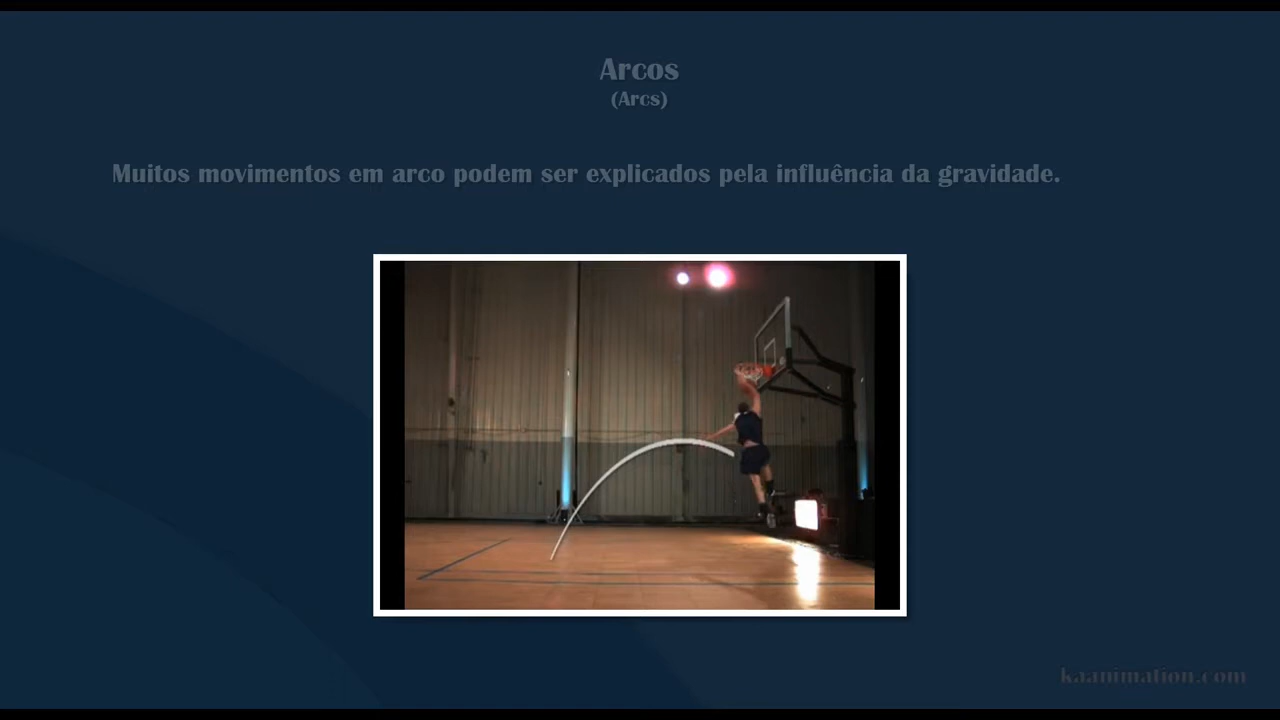 Arcos
(Arcs)
Muitos movimentos em arco podem ser explicados pela influência da gravidade.
kaanimation.com